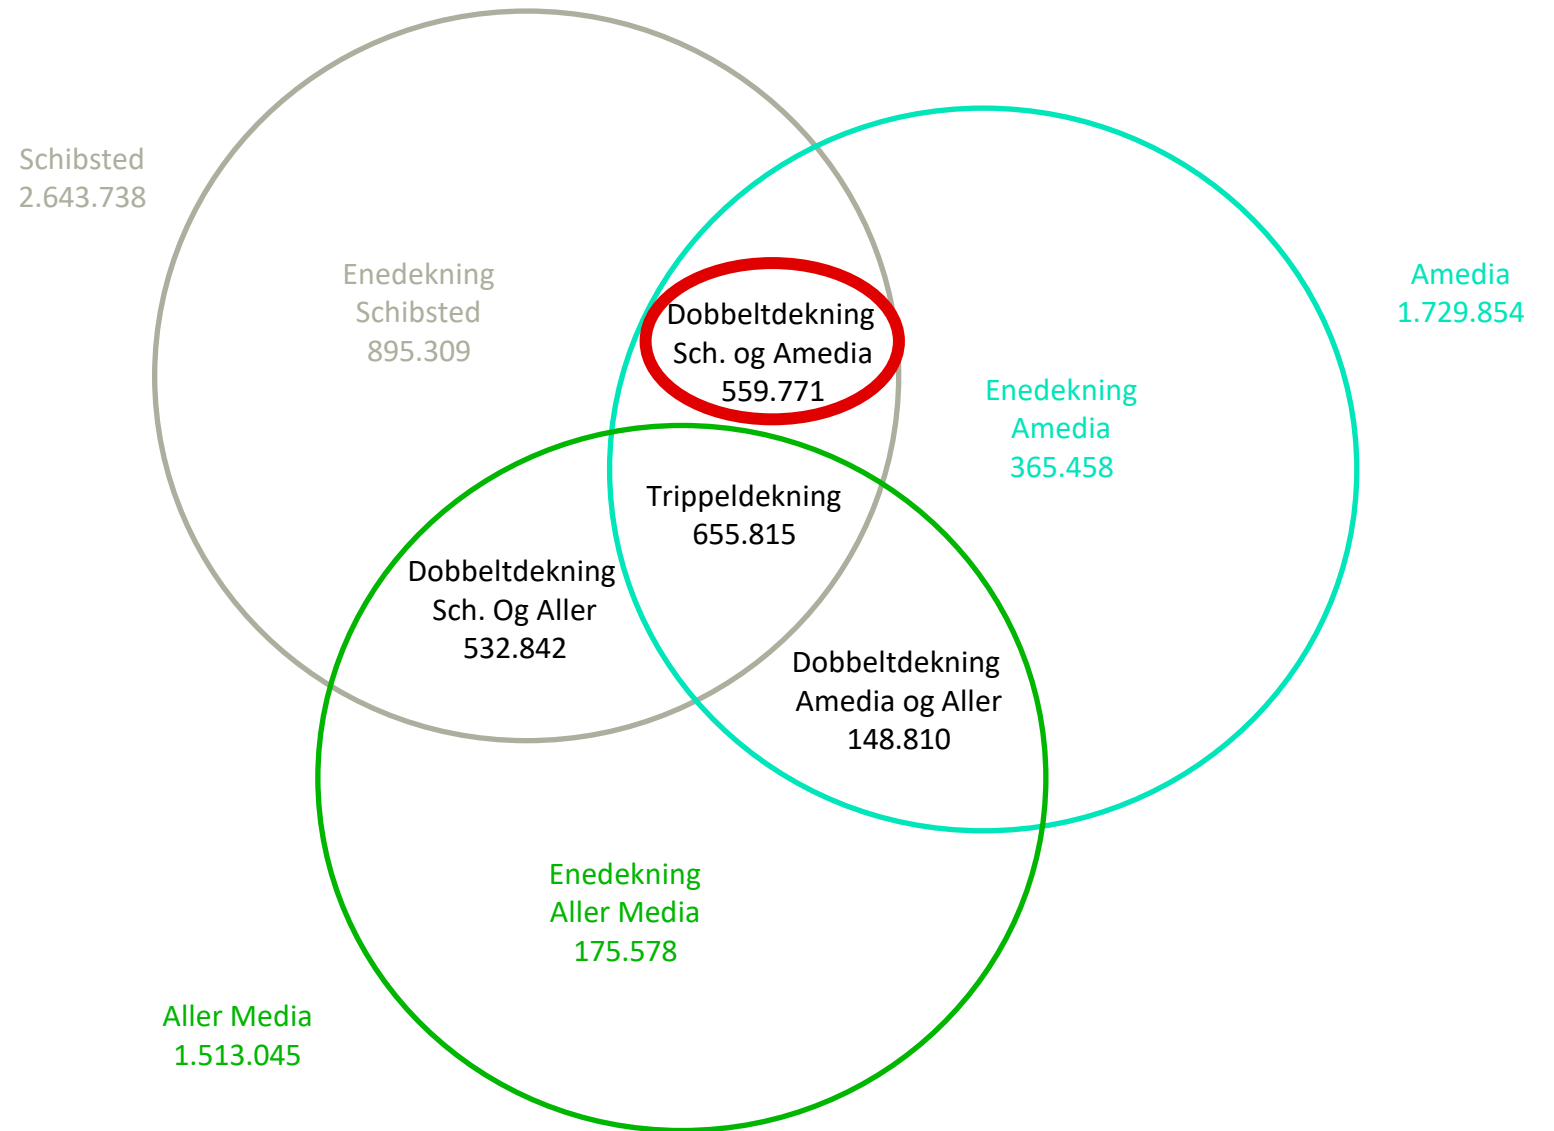 Schibsted
2.643.738
Enedekning
Schibsted
895.309
Dobbeltdekning
Sch. og Amedia
559.771
Amedia
1.729.854
Enedekning
Amedia
365.458
Trippeldekning
655.815
Dobbeltdekning
Sch. Og Aller
532.842
Dobbeltdekning
Amedia og Aller
148.810
Enedekning
Aller Media
175.578
Aller Media
1.513.045